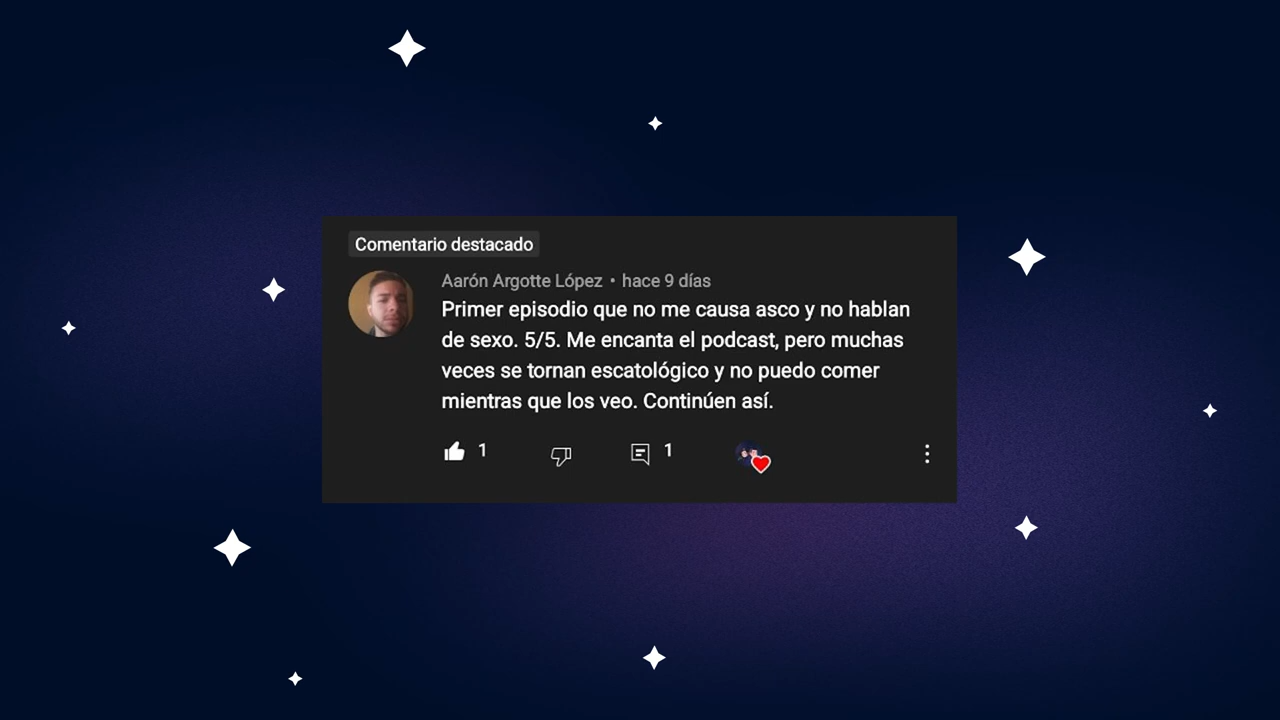 Comentario destacado
Aarón Argotte López • hace 9 días
Primer episodio que no me causa asco y no hablan
de sexo. 5/5. Me encanta el podcast, pero muchas
veces se tornan escatológico y no puedo comer
mientras que los veo. Continúen así.
1 1